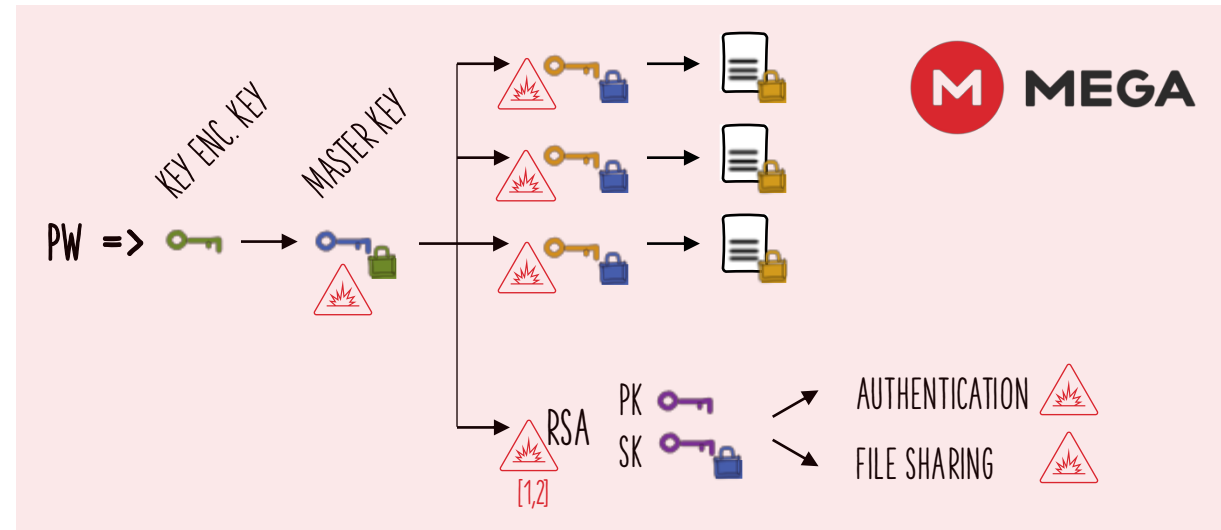 MEGA
KEY ENC. KEY
MASTER KEY
PW =>
RSA
[1,2]
PK
SK
AUTHENTICATION
FILE SHARING